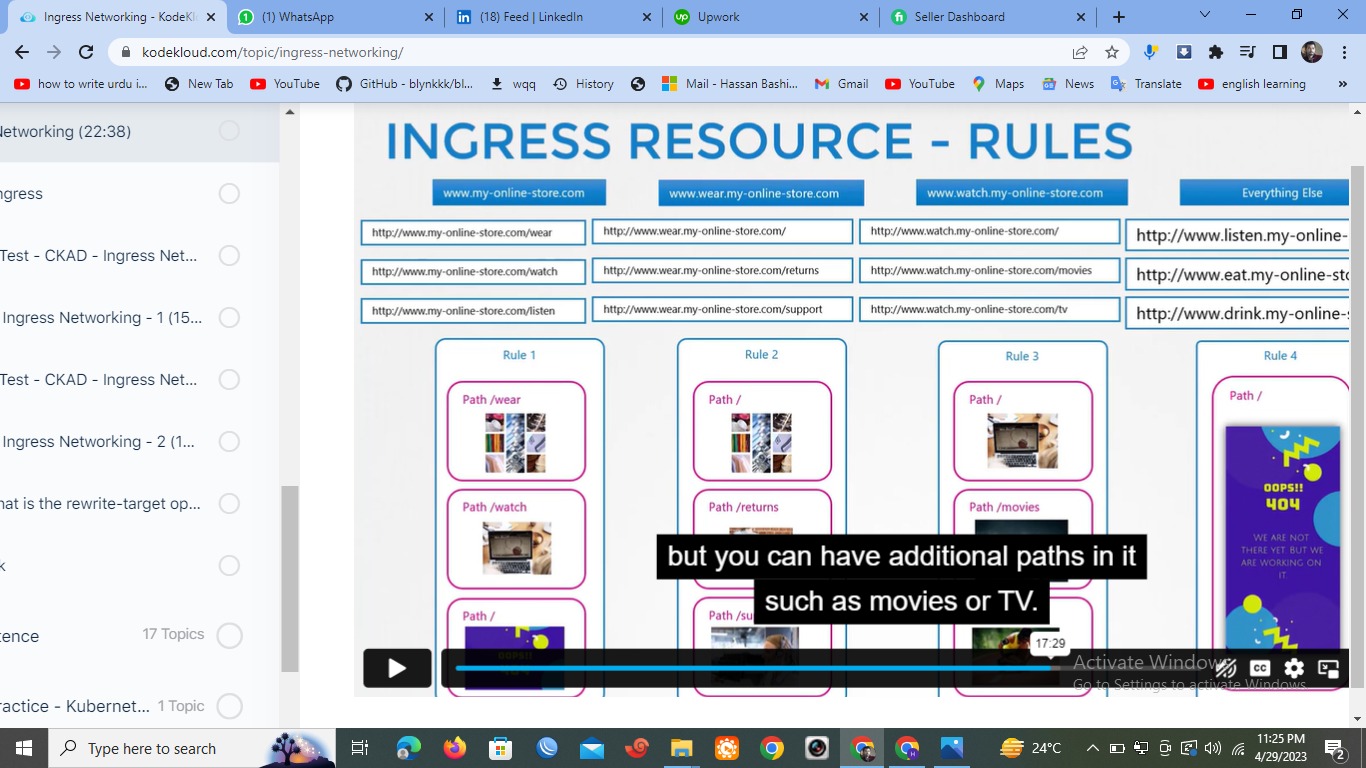 Ingress Networking - KodeKl
(1) WhatsApp
(18) Feed | LinkedIn
Upwork
Seller Dashboard
kodekloud.com/topic/ingress-networking/
how to write urdu i...
New Tab
YouTube
GitHub - blynkkk/bl...
wqq
History
Mail - Hassan Bashi...
Gmail
YouTube
Maps
News
Translate
english learning
»
Networking (22:38)
ngress
Test - CKAD - Ingress Net...
Ingress Networking - 1 (15...
Test - CKAD - Ingress Net...
Ingress Networking - 2 (1...
hat is the rewrite-target op...
k
tence 17 Topics
ractice - Kubernet... 1 Topic
INGRESS RESOURCE - RULES
www.my-online-store.com
www.wear.my-online-store.com
www.watch.my-online-store.com
Everything Else
http://www.my-online-store.com/wear
http://www.wear.my-online-store.com/
http://www.watch.my-online-store.com/
http://www.listen.my-online-
http://www.my-online-store.com/watch
http://www.wear.my-online-store.com/returns
http://www.watch.my-online-store.com/movies
http://www.eat.my-online-sto
http://www.my-online-store.com/listen
http://www.wear.my-online-store.com/support
http://www.watch.my-online-store.com/tv
http://www.drink.my-online-s
Rule 1
Rule 2
Rule 3
Rule 4
Path /wear
Path /
Path /
Path /
Path /watch
Path /returns
Path /movies
OOPS!!
404
WE ARE NOT
THERE YET BUT WE
ARE WORKING ON
IT.
but you can have additional paths in it
such as movies or TV.
Path /
Path /su
17:29
CC
Activate Windows
Go to Settings to activate Windows.
Type here to search
24°C
11:25 PM
4/29/2023
2